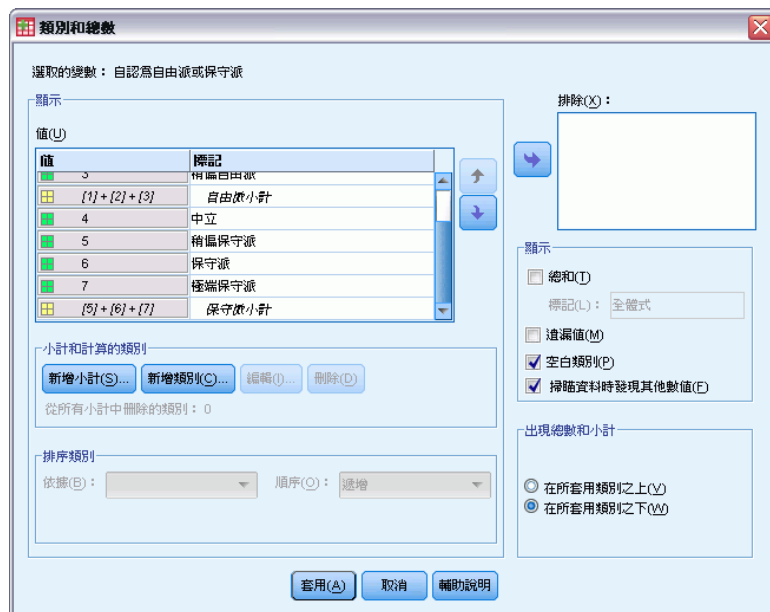 類別和總數
選取的變數：自認為自由派或保守派
顯示
值(U)
值 標記
3 稍偏自由派
[1]+[2]+[3] 自由派小計
4 中立
5 稍偏保守派
6 保守派
7 極端保守派
[5]+[6]+[7] 保守派小計
小計和計算的類別
新增小計(S)... 新增類別(C)... 編輯(I)... 刪除(D)
從所有小計中刪除的類別：0
排序類別
依據(B)： 順序(O)： 遞增
排除(X)：
顯示
總和(T)
標記(L)： 全體式
遺漏值(M)
空白類別(P)
掃瞄資料時發現其他數值(F)
出現總數和小計
在所套用類別之上(V)
在所套用類別之下(W)
套用(A) 取消 輔助說明